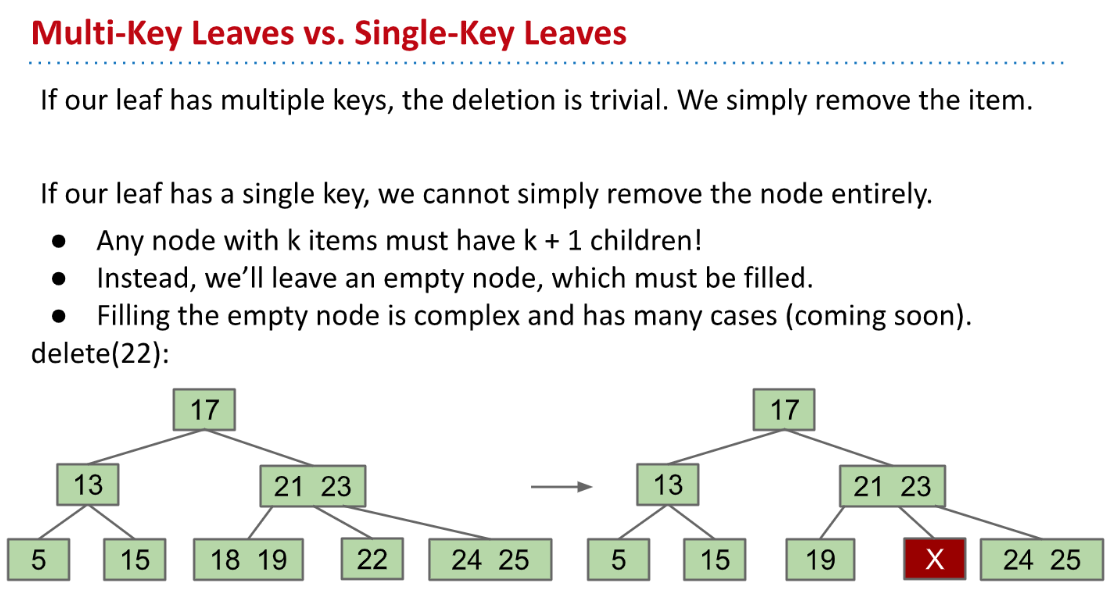 Multi-Key Leaves vs. Single-Key Leaves
If our leaf has multiple keys, the deletion is trivial. We simply remove the item.
If our leaf has a single key, we cannot simply remove the node entirely.
● Any node with k items must have k + 1 children!
● Instead, we’ll leave an empty node, which must be filled.
● Filling the empty node is complex and has many cases (coming soon).
delete(22):
17
13
21 23
5
15
18 19
22
24 25
17
13
21 23
5
15
19
X
24 25